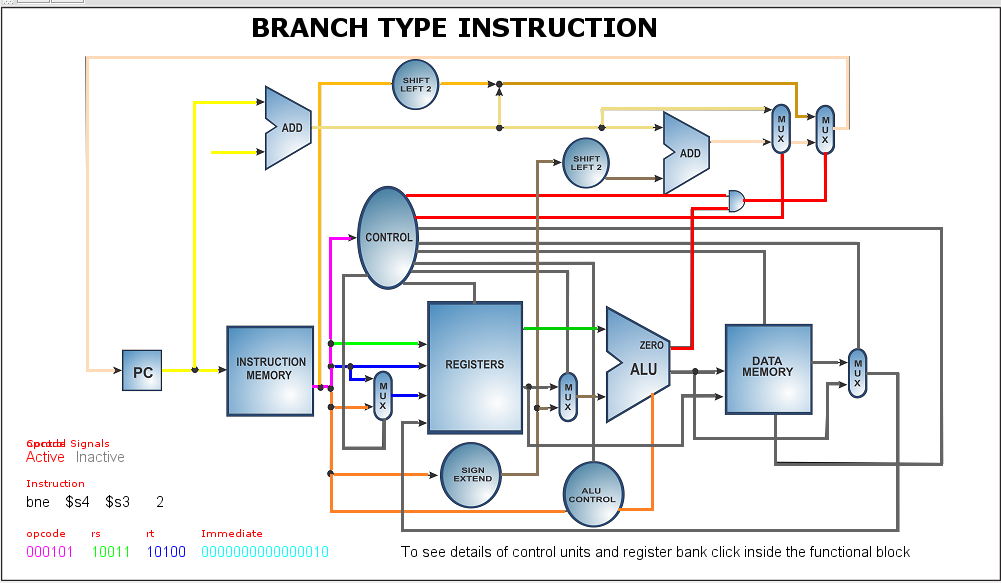 BRANCH TYPE INSTRUCTION
SHIFT
LEFT 2
ADD
MUX
MUX
SHIFT
LEFT 2
ADD
CONTROL
PC
INSTRUCTION
MEMORY
MUX
REGISTERS
MUX
ZERO
ALU
DATA
MEMORY
MUX
SIGN
EXTEND
ALU
CONTROL
Control Signals
Active Inactive
Instruction
bne $s4 $s3 2
opcode rs rt Immediate
000101 10011 10100 0000000000000010
To see details of control units and register bank click inside the functional block